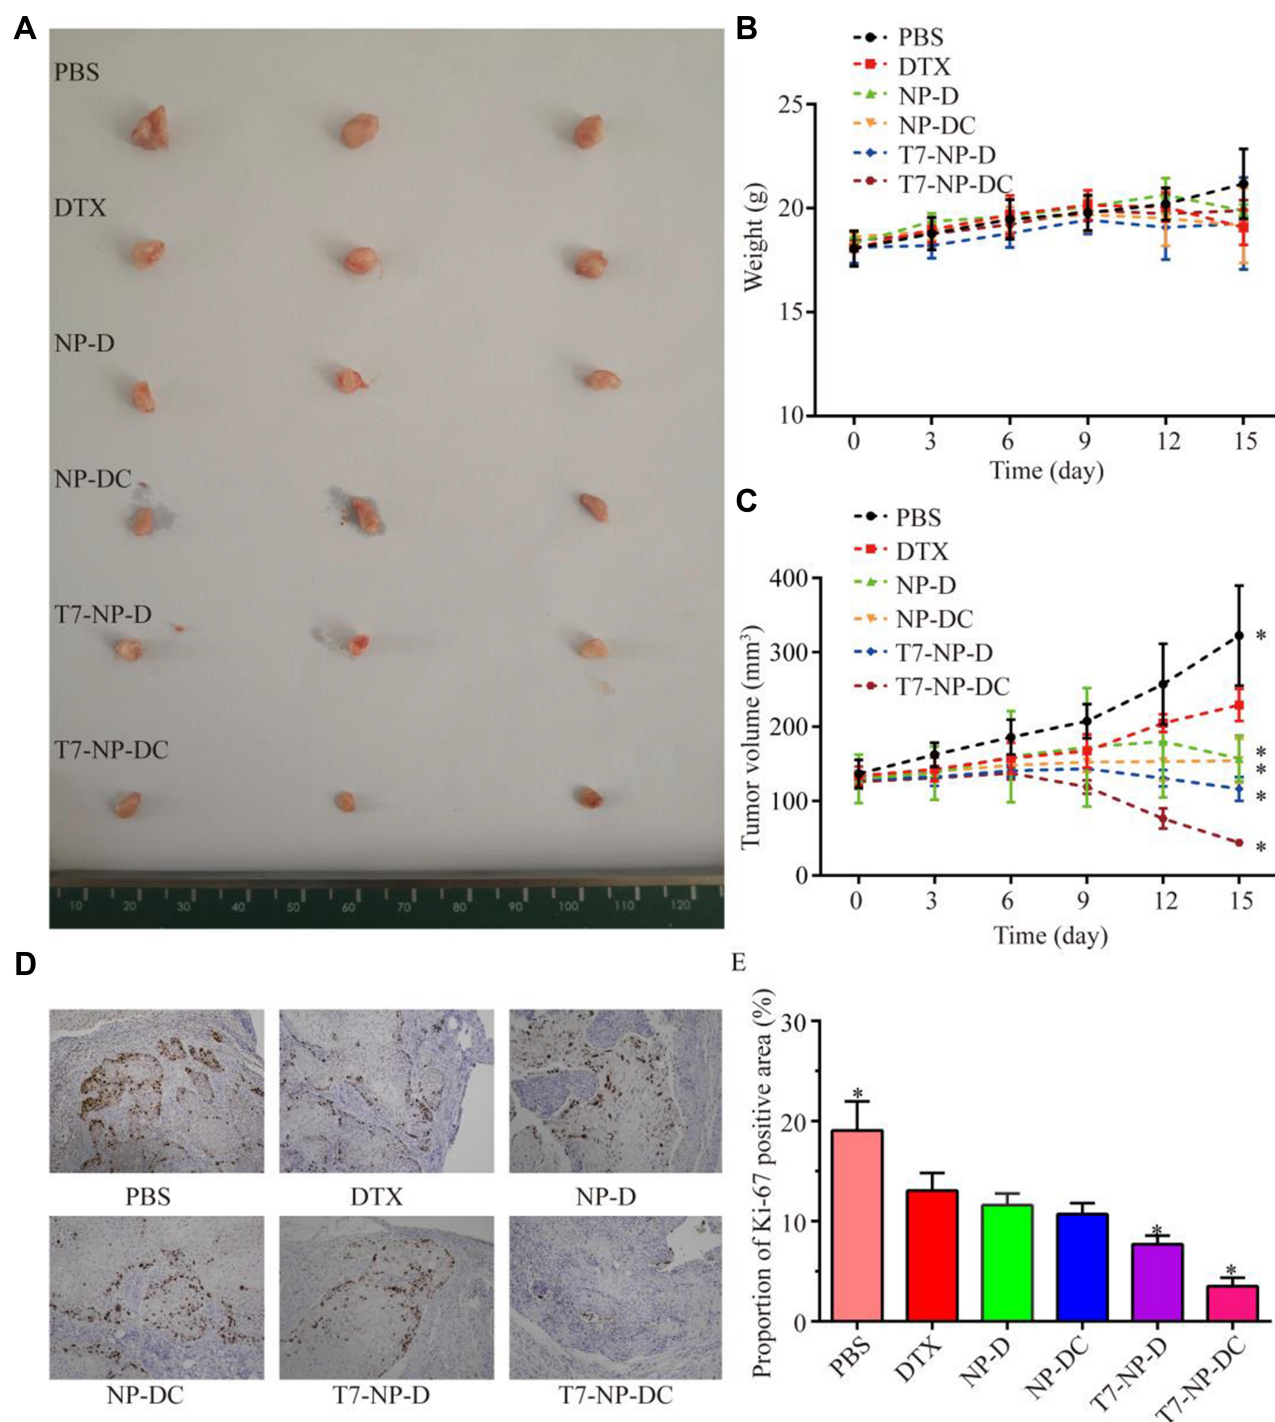 A
PBS
DTX
NP-D
NP-DC
T7-NP-D
T7-NP-DC
10 20 30 40 50 60 70 80 90 100 110 120
B
PBS
DTX
NP-D
NP-DC
T7-NP-D
T7-NP-DC
Weight (g)
25
20
15
10
0 3 6 9 12 15
Time (day)
C
PBS
DTX
NP-D
NP-DC
T7-NP-D
T7-NP-DC
Tumor volume (mm³)
400
300
200
100
0
*
*
*
*
*
0 3 6 9 12 15
Time (day)
D
PBS DTX NP-D
NP-DC T7-NP-D T7-NP-DC
E
Proportion of Ki-67 positive area (%)
30
20
10
0
*
*
*
PBS DTX NP-D NP-DC T7-NP-D T7-NP-DC